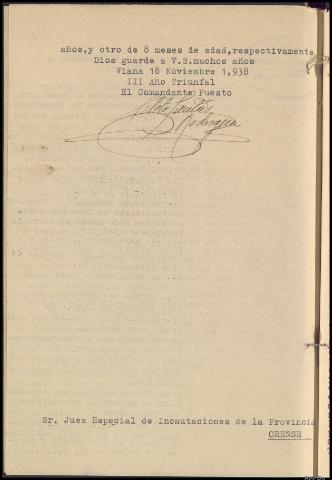 años,y otro de 8 meses de edad,respectivamente
Dios guarde a V.S.muchos años
Viana 18 Noviembre 1,938
III Año Triunfal
El Comandante Puesto
Rodriguez
Sr. Juez Especial de Incautaciones de la Provincia
ORENSE